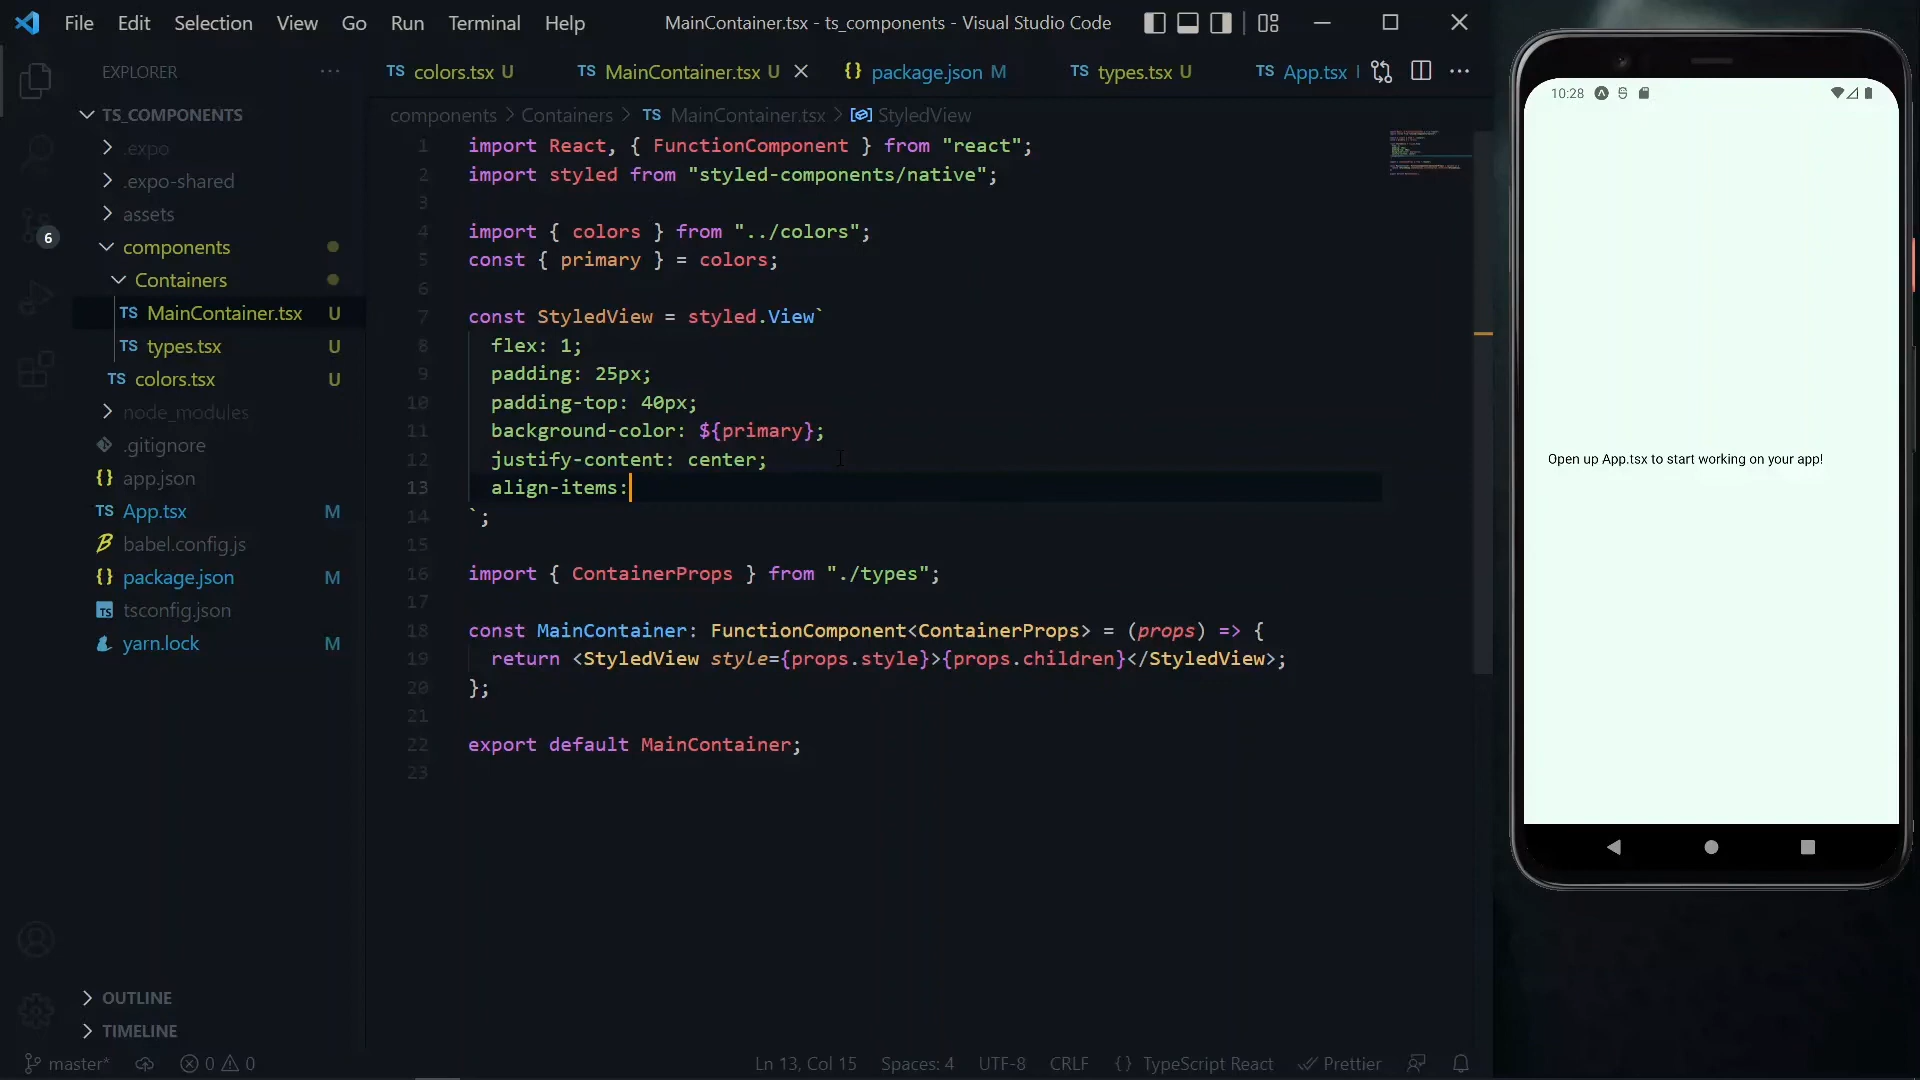 File Edit Selection View Go Run Terminal Help MainContainer.tsx - ts_components - Visual Studio Code
EXPLORER
TS_COMPONENTS
.expo
.expo-shared
assets
6
components
Containers
TS MainContainer.tsx U
TS types.tsx U
TS colors.tsx U
node_modules
.gitignore
{} app.json
TS App.tsx M
babel.config.js
{} package.json M
TS tsconfig.json
yarn.lock M
OUTLINE
TIMELINE
TS colors.tsx U TS MainContainer.tsx U {} package.json M TS types.tsx U TS App.tsx
components > Containers > TS MainContainer.tsx > StyledView
1 import React, { FunctionComponent } from "react";
2 import styled from "styled-components/native";
3
4 import { colors } from "../colors";
5 const { primary } = colors;
6
7 const StyledView = styled.View`
8 flex: 1;
9 padding: 25px;
10 padding-top: 40px;
11 background-color: ${primary};
12 justify-content: center;
13 align-items:
14 `;
15
16 import { ContainerProps } from "./types";
17
18 const MainContainer: FunctionComponent<ContainerProps> = (props) => {
19 return <StyledView style={props.style}>{props.children}</StyledView>;
20 };
21
22 export default MainContainer;
23
10:28
Open up App.tsx to start working on your app!
master* 0 0 Ln 13, Col 15 Spaces: 4 UTF-8 CRLF {} TypeScript React Prettier